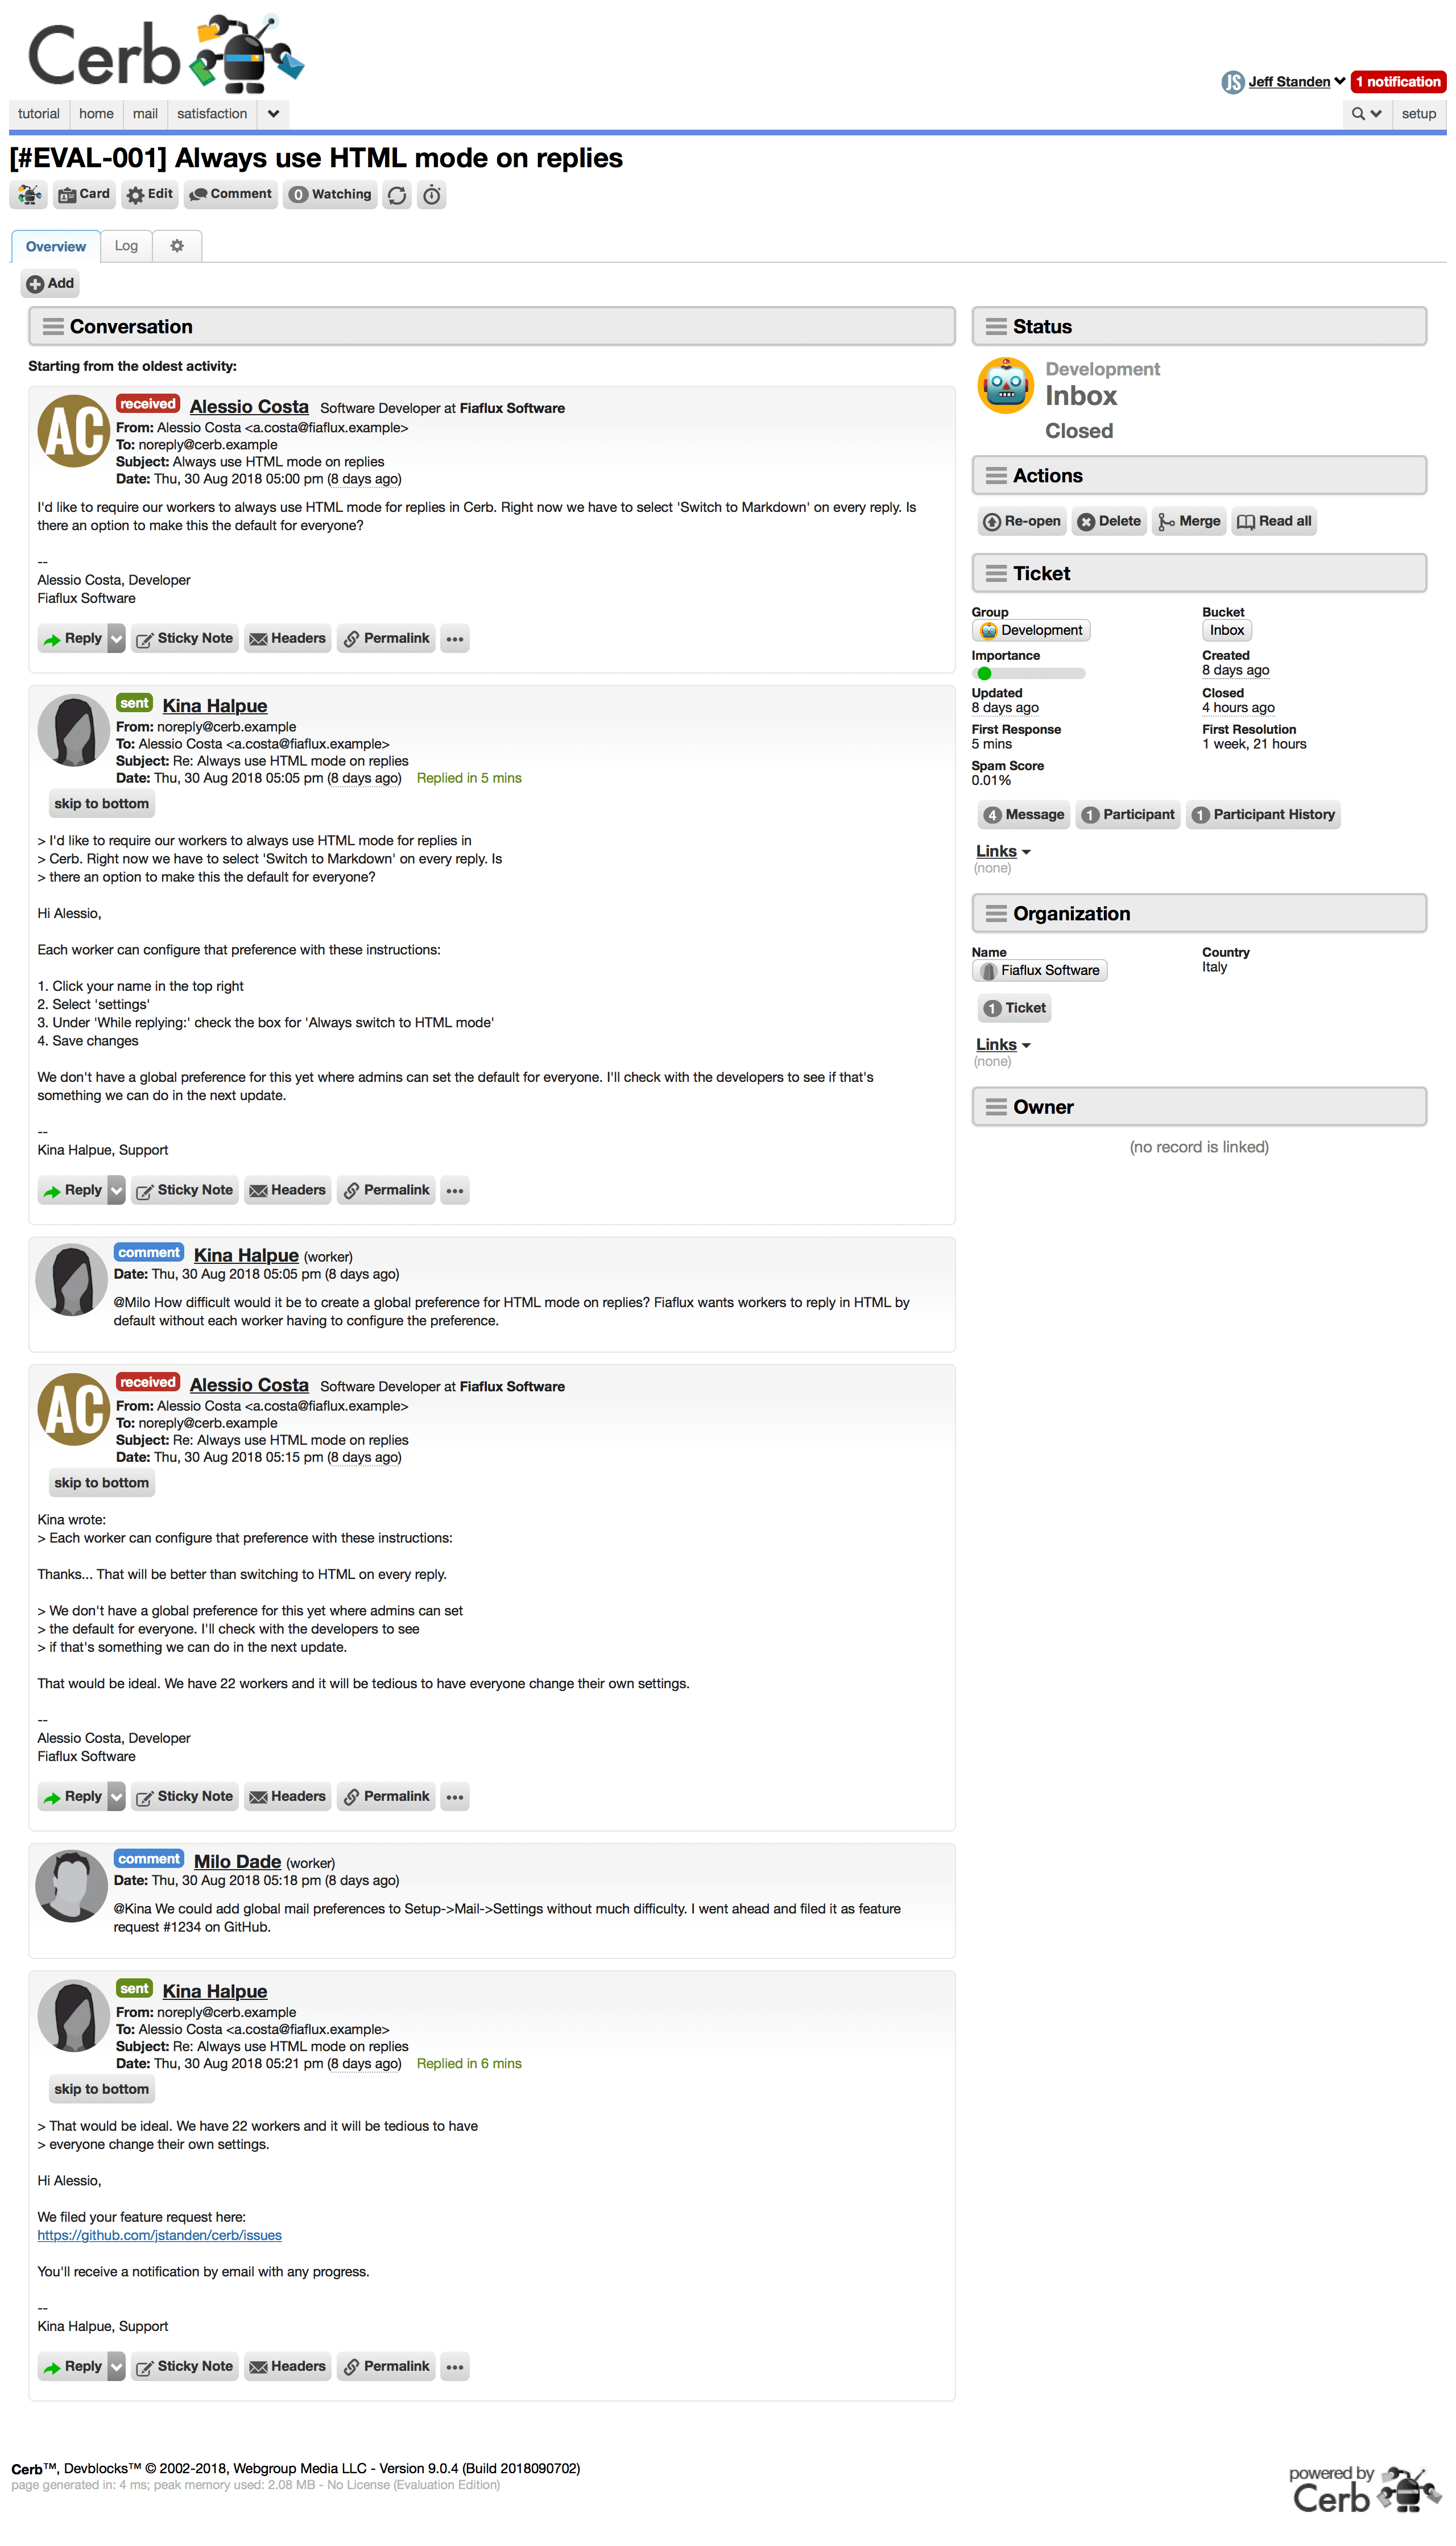 Cerb
JS Jeff Standen 1 notification
tutorial home mail satisfaction
setup
[#EVAL-001] Always use HTML mode on replies
Card Edit Comment 0 Watching
Overview Log
Add
Conversation
Starting from the oldest activity:
AC
received Alessio Costa Software Developer at Fiaflux Software
From: Alessio Costa <a.costa@fiaflux.example>
To: noreply@cerb.example
Subject: Always use HTML mode on replies
Date: Thu, 30 Aug 2018 05:00 pm (8 days ago)
I'd like to require our workers to always use HTML mode for replies in Cerb. Right now we have to select 'Switch to Markdown' on every reply. Is
there an option to make this the default for everyone?
--
Alessio Costa, Developer
Fiaflux Software
Reply Sticky Note Headers Permalink •••
sent Kina Halpue
From: noreply@cerb.example
To: Alessio Costa <a.costa@fiaflux.example>
Subject: Re: Always use HTML mode on replies
Date: Thu, 30 Aug 2018 05:05 pm (8 days ago) Replied in 5 mins
skip to bottom
> I'd like to require our workers to always use HTML mode for replies in
> Cerb. Right now we have to select 'Switch to Markdown' on every reply. Is
> there an option to make this the default for everyone?
Hi Alessio,
Each worker can configure that preference with these instructions:
1. Click your name in the top right
2. Select 'settings'
3. Under 'While replying:' check the box for 'Always switch to HTML mode'
4. Save changes
We don't have a global preference for this yet where admins can set the default for everyone. I'll check with the developers to see if that's
something we can do in the next update.
--
Kina Halpue, Support
Reply Sticky Note Headers Permalink •••
comment Kina Halpue (worker)
Date: Thu, 30 Aug 2018 05:05 pm (8 days ago)
@Milo How difficult would it be to create a global preference for HTML mode on replies? Fiaflux wants workers to reply in HTML by
default without each worker having to configure the preference.
AC
received Alessio Costa Software Developer at Fiaflux Software
From: Alessio Costa <a.costa@fiaflux.example>
To: noreply@cerb.example
Subject: Re: Always use HTML mode on replies
Date: Thu, 30 Aug 2018 05:15 pm (8 days ago)
skip to bottom
Kina wrote:
> Each worker can configure that preference with these instructions:
Thanks... That will be better than switching to HTML on every reply.
> We don't have a global preference for this yet where admins can set
> the default for everyone. I'll check with the developers to see
> if that's something we can do in the next update.
That would be ideal. We have 22 workers and it will be tedious to have everyone change their own settings.
--
Alessio Costa, Developer
Fiaflux Software
Reply Sticky Note Headers Permalink •••
comment Milo Dade (worker)
Date: Thu, 30 Aug 2018 05:18 pm (8 days ago)
@Kina We could add global mail preferences to Setup->Mail->Settings without much difficulty. I went ahead and filed it as feature
request #1234 on GitHub.
sent Kina Halpue
From: noreply@cerb.example
To: Alessio Costa <a.costa@fiaflux.example>
Subject: Re: Always use HTML mode on replies
Date: Thu, 30 Aug 2018 05:21 pm (8 days ago) Replied in 6 mins
skip to bottom
> That would be ideal. We have 22 workers and it will be tedious to have
> everyone change their own settings.
Hi Alessio,
We filed your feature request here:
https://github.com/jstanden/cerb/issues
You'll receive a notification by email with any progress.
--
Kina Halpue, Support
Reply Sticky Note Headers Permalink •••
Status
Development
Inbox
Closed
Actions
Re-open Delete Merge Read all
Ticket
Group Bucket
Development Inbox
Importance Created
8 days ago
Updated Closed
8 days ago 4 hours ago
First Response First Resolution
5 mins 1 week, 21 hours
Spam Score
0.01%
4 Message 1 Participant 1 Participant History
Links
(none)
Organization
Name Country
Fiaflux Software Italy
1 Ticket
Links
(none)
Owner
(no record is linked)
Cerb™, Devblocks™ © 2002-2018, Webgroup Media LLC - Version 9.0.4 (Build 2018090702)
page generated in: 4 ms; peak memory used: 2.08 MB - No License (Evaluation Edition)
powered by
Cerb